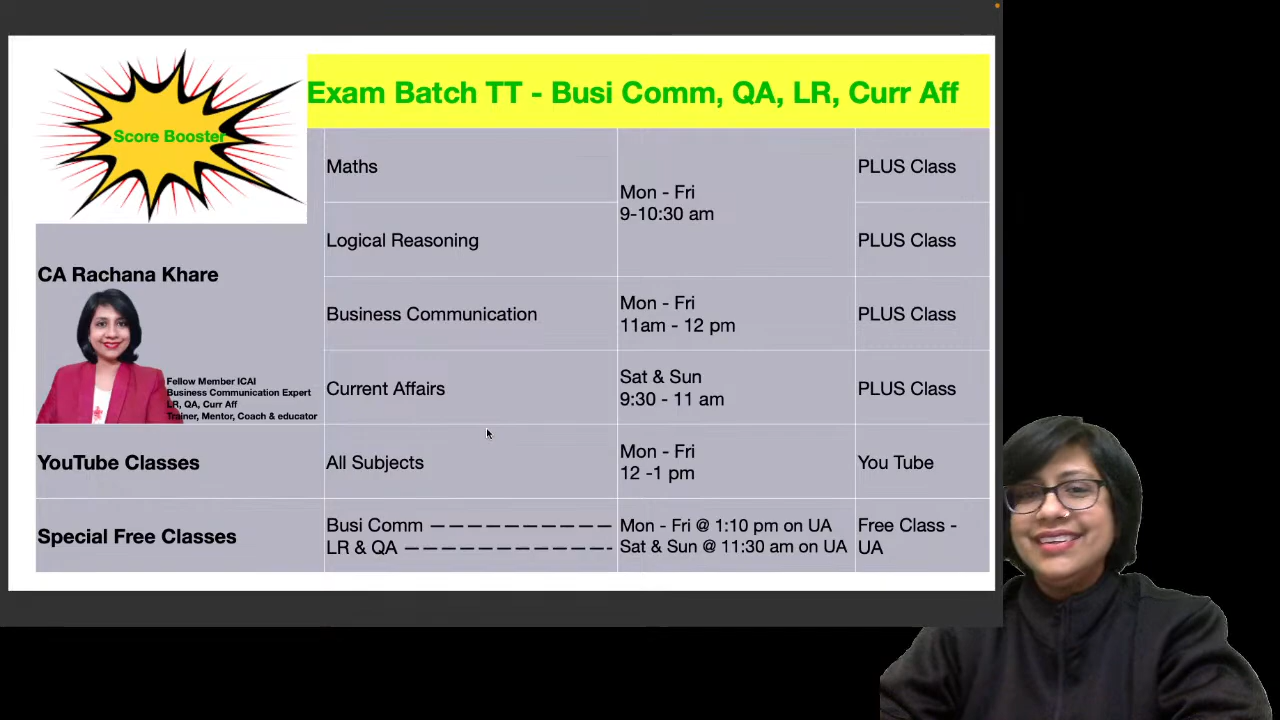 Score Booster
Exam Batch TT - Busi Comm, QA, LR, Curr Aff
Maths
Mon - Fri
9-10:30 am
PLUS Class
Logical Reasoning
PLUS Class
CA Rachana Khare
Fellow Member ICAI
Business Communication Expert
LR, QA, Curr Aff
Trainer, Mentor, Coach & educator
Business Communication
Mon - Fri
11am - 12 pm
PLUS Class
Current Affairs
Sat & Sun
9:30 - 11 am
PLUS Class
YouTube Classes
All Subjects
Mon - Fri
12 -1 pm
You Tube
Special Free Classes
Busi Comm ----------
LR & QA -----------
Mon - Fri @ 1:10 pm on UA
Sat & Sun @ 11:30 am on UA
Free Class -
UA